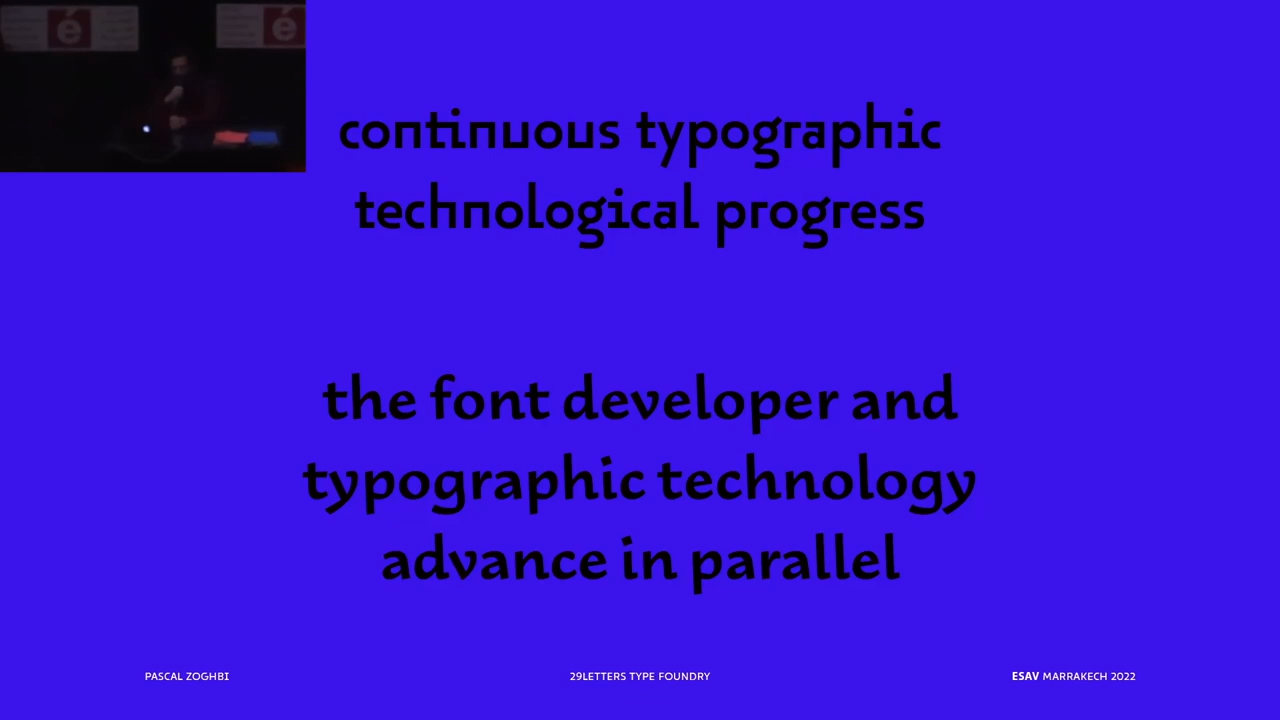 é
é
continuous typographic
technological progress
the font developer and
typographic technology
advance in parallel
PASCAL ZOGHBI
29LETTERS TYPE FOUNDRY
ESAV MARRAKECH 2022